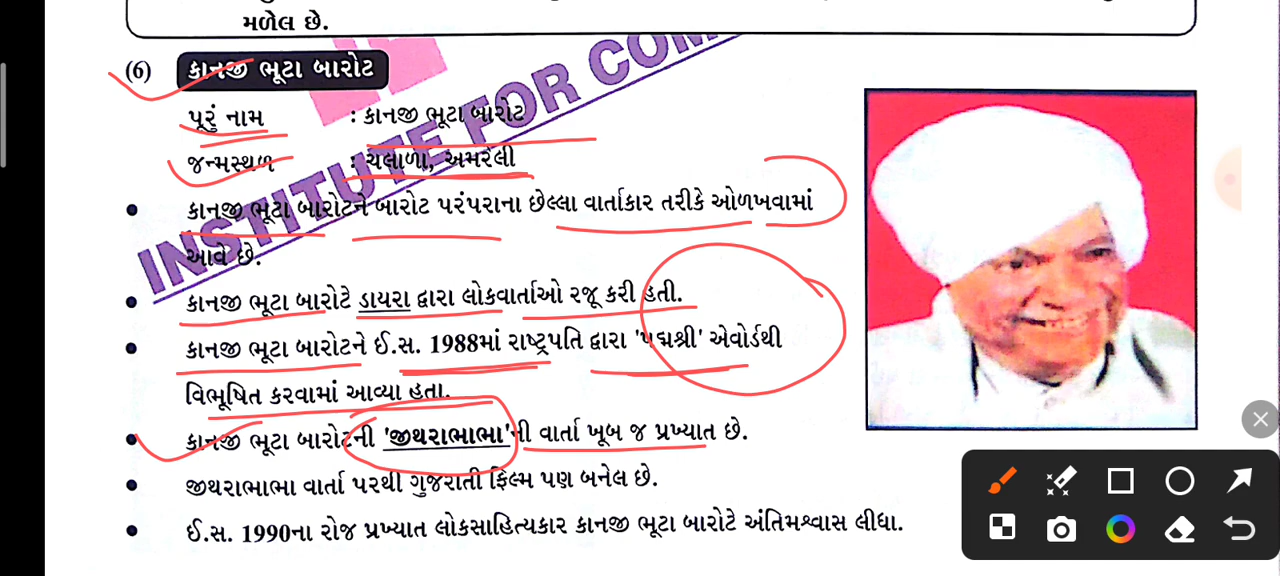 મળેલ છે.
(6) કાનજી ભૂટા બારોટ
પૂરું નામ : કાનજી ભૂટા બારોટ
જન્મસ્થળ : ચલાળા, અમરેલી
• કાનજી ભૂટા બારોટને બારોટ પરંપરાના છેલ્લા વાર્તાકાર તરીકે ઓળખવામાં
આવે છે.
• કાનજી ભૂટા બારોટે ડાયરા દ્વારા લોકવાર્તાઓ રજૂ કરી હતી.
• કાનજી ભૂટા બારોટને ઈ.સ. 1988માં રાષ્ટ્રપતિ દ્વારા 'પદ્મશ્રી' એવોર્ડથી
વિભૂષિત કરવામાં આવ્યા હતા.
• કાનજી ભૂટા બારોટની 'જીથરાભાભા'ની વાર્તા ખૂબ જ પ્રખ્યાત છે.
• જીથરાભાભા વાર્તા પરથી ગુજરાતી ફિલ્મ પણ બનેલ છે.
• ઈ.સ. 1990ના રોજ પ્રખ્યાત લોકસાહિત્યકાર કાનજી ભૂટા બારોટે અંતિમશ્વાસ લીધા.
INSTITUTE FOR COM